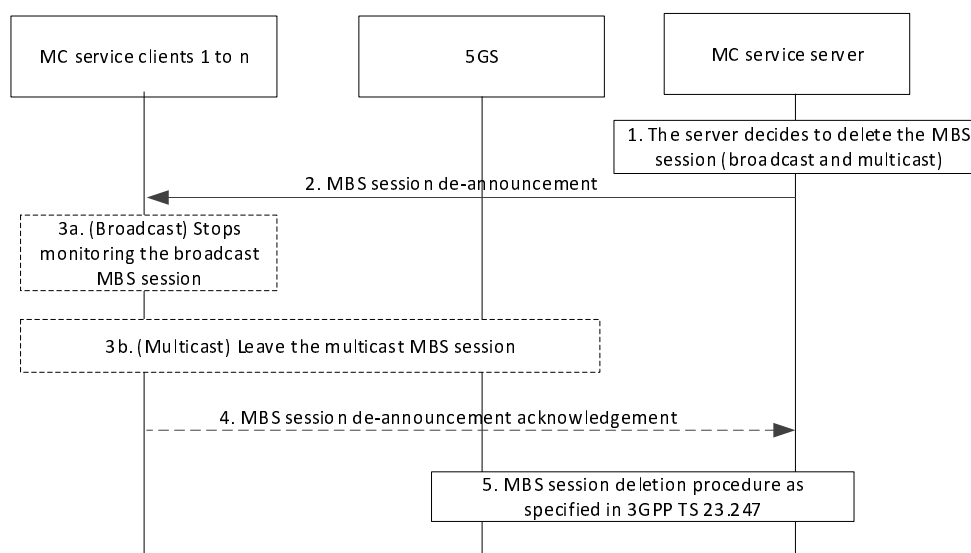 MC service clients 1 to n
5GS
MC service server
1. The server decides to delete the MBS
session (broadcast and multicast)
2. MBS session de-announcement
3a. (Broadcast) Stops
monitoring the broadcast
MBS session
3b. (Multicast) Leave the multicast MBS session
4. MBS session de-announcement acknowledgement
5. MBS session deletion procedure as
specified in 3GPP TS 23.247